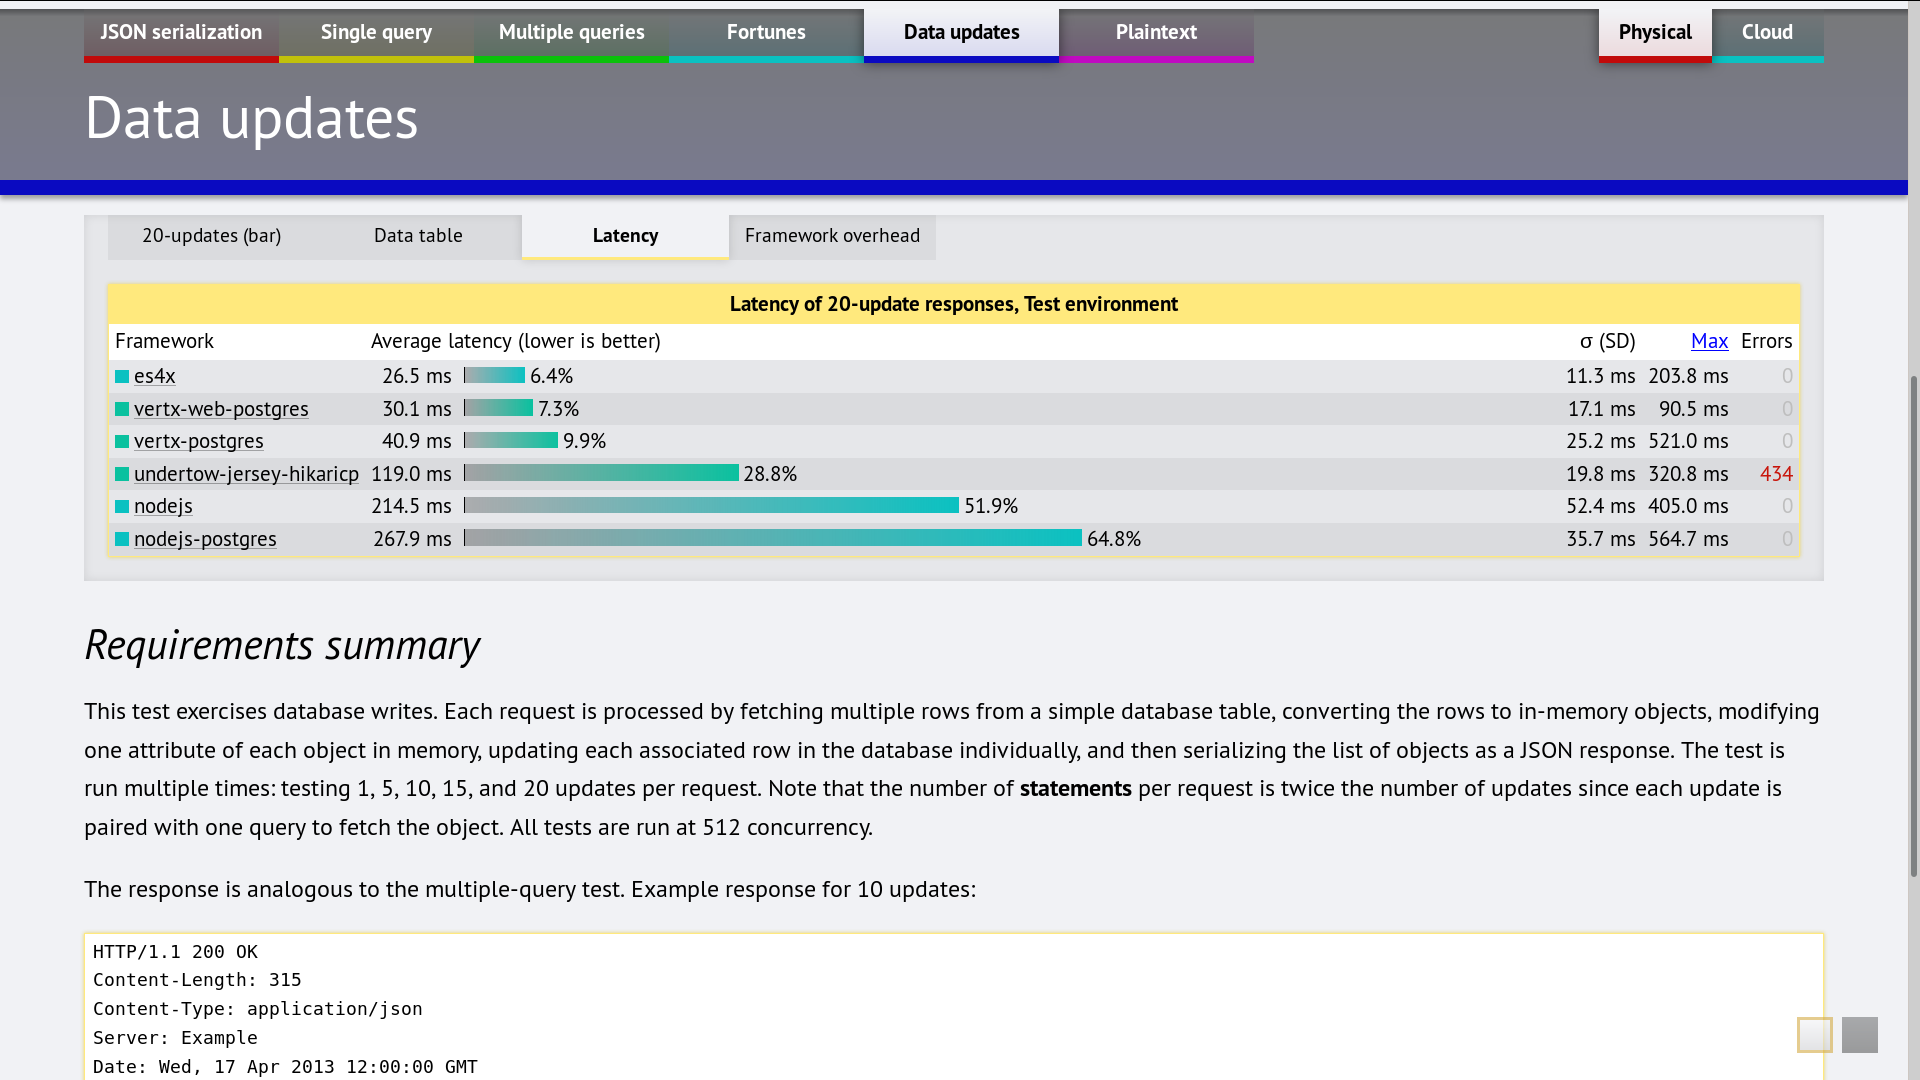 JSON serialization Single query Multiple queries Fortunes Data updates Plaintext Physical Cloud
Data updates
20-updates (bar) Data table Latency Framework overhead
Latency of 20-update responses, Test environment
Framework Average latency (lower is better) σ (SD) Max Errors
es4x 26.5 ms 6.4% 11.3 ms 203.8 ms 0
vertx-web-postgres 30.1 ms 7.3% 17.1 ms 90.5 ms 0
vertx-postgres 40.9 ms 9.9% 25.2 ms 521.0 ms 0
undertow-jersey-hikaricp 119.0 ms 28.8% 19.8 ms 320.8 ms 434
nodejs 214.5 ms 51.9% 52.4 ms 405.0 ms 0
nodejs-postgres 267.9 ms 64.8% 35.7 ms 564.7 ms 0
Requirements summary
This test exercises database writes. Each request is processed by fetching multiple rows from a simple database table, converting the rows to in-memory objects, modifying
one attribute of each object in memory, updating each associated row in the database individually, and then serializing the list of objects as a JSON response. The test is
run multiple times: testing 1, 5, 10, 15, and 20 updates per request. Note that the number of statements per request is twice the number of updates since each update is
paired with one query to fetch the object. All tests are run at 512 concurrency.
The response is analogous to the multiple-query test. Example response for 10 updates:
HTTP/1.1 200 OK
Content-Length: 315
Content-Type: application/json
Server: Example
Date: Wed, 17 Apr 2013 12:00:00 GMT